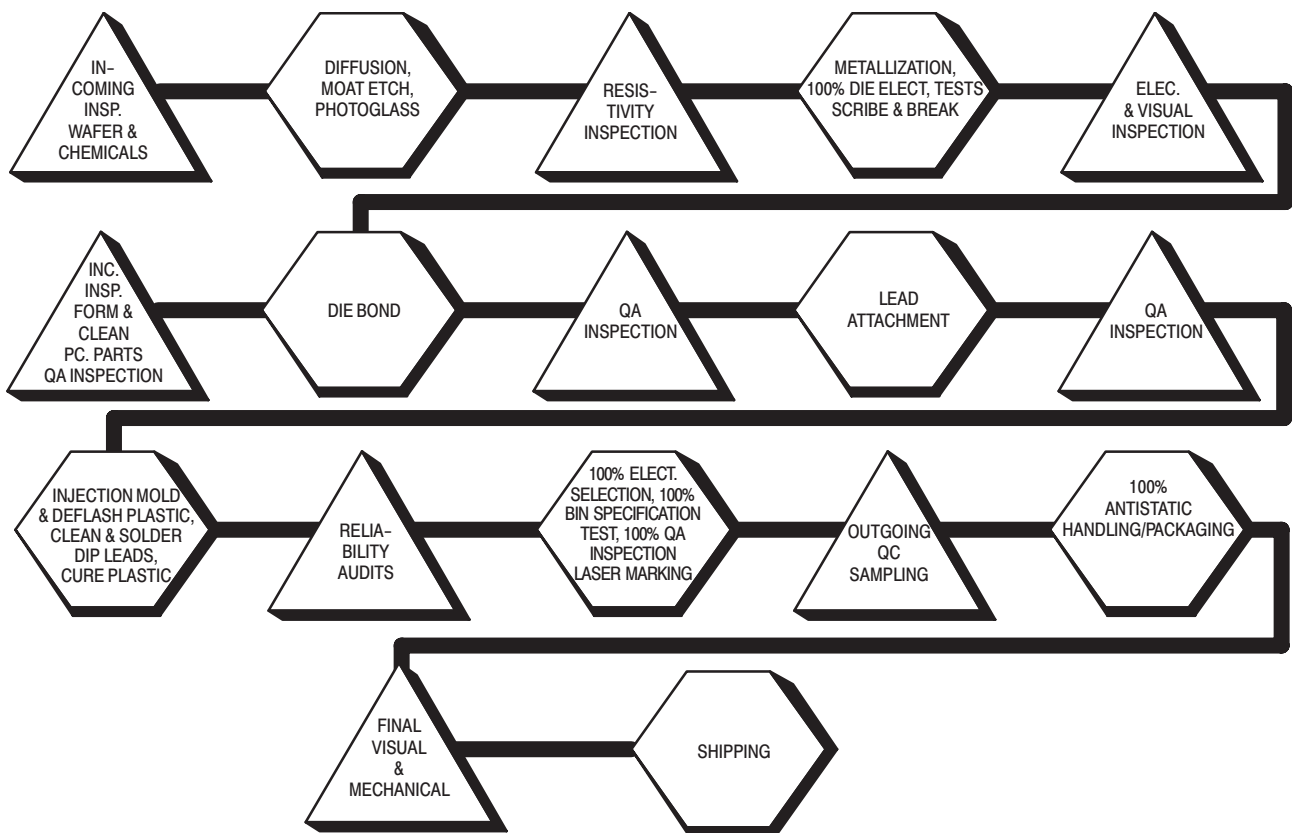 IN–
COMING
INSP.
WAFER &
CHEMICALS
DIFFUSION,
MOAT ETCH,
PHOTOGLASS
RESIS–
TIVITY
INSPECTION
METALLIZATION,
100% DIE ELECT, TESTS
SCRIBE & BREAK
ELEC.
& VISUAL
INSPECTION
INC.
INSP.
FORM &
CLEAN
PC. PARTS
QA INSPECTION
DIE BOND
QA
INSPECTION
LEAD
ATTACHMENT
QA
INSPECTION
INJECTION MOLD
& DEFLASH PLASTIC,
CLEAN & SOLDER
DIP LEADS,
CURE PLASTIC
RELIA–
BILITY
AUDITS
100% ELECT.
SELECTION, 100%
BIN SPECIFICATION
TEST, 100% QA
INSPECTION
LASER MARKING
OUTGOING
QC
SAMPLING
100%
ANTISTATIC
HANDLING/PACKAGING
FINAL
VISUAL
&
MECHANICAL
SHIPPING